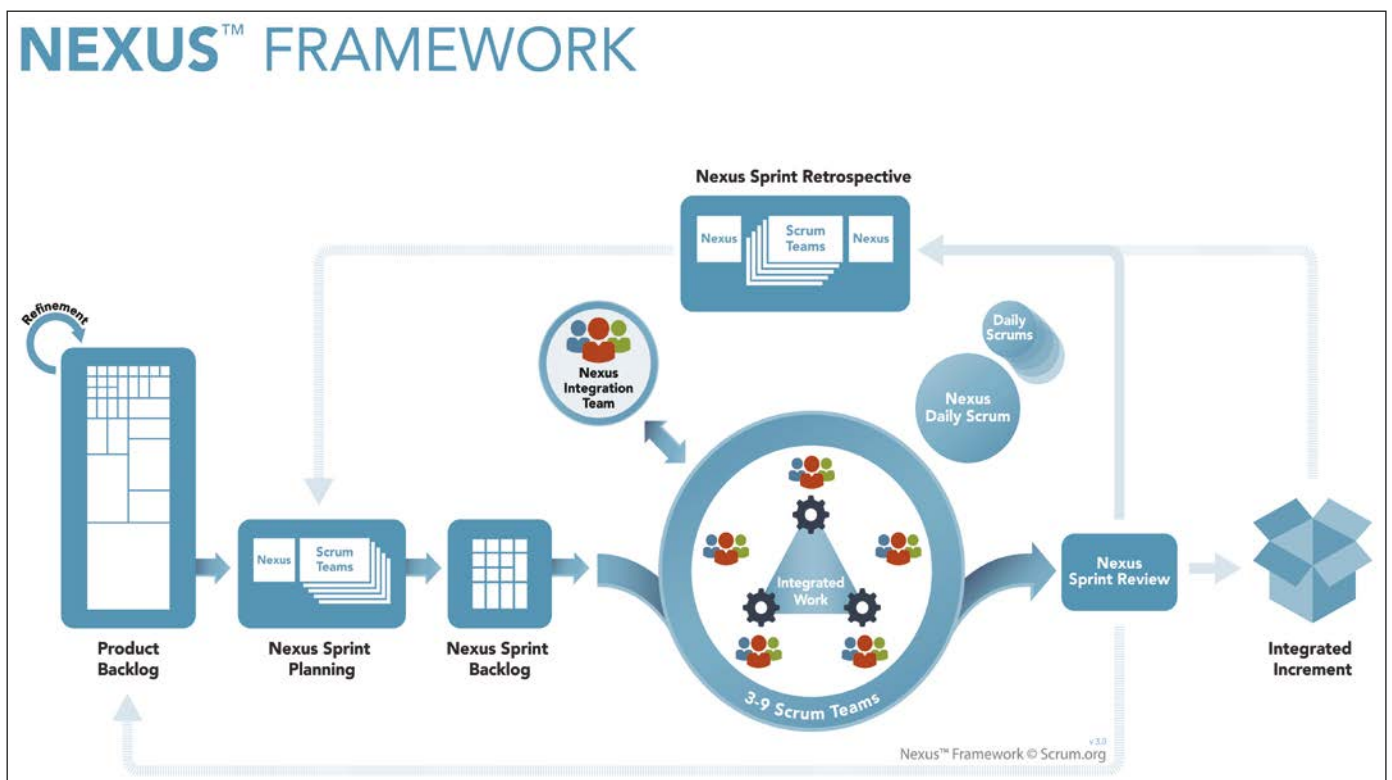 NEXUS™ FRAMEWORK
Nexus Sprint Retrospective
Nexus
Scrum
Teams
Nexus
Refinement
Daily
Scrums
Nexus
Integration
Team
Nexus
Daily Scrum
Nexus
Scrum
Teams
Integrated
Work
Nexus
Sprint Review
Product
Backlog
Nexus Sprint
Planning
Nexus Sprint
Backlog
Integrated
Increment
3-9 Scrum Teams
v 3.0
Nexus™ Framework © Scrum.org